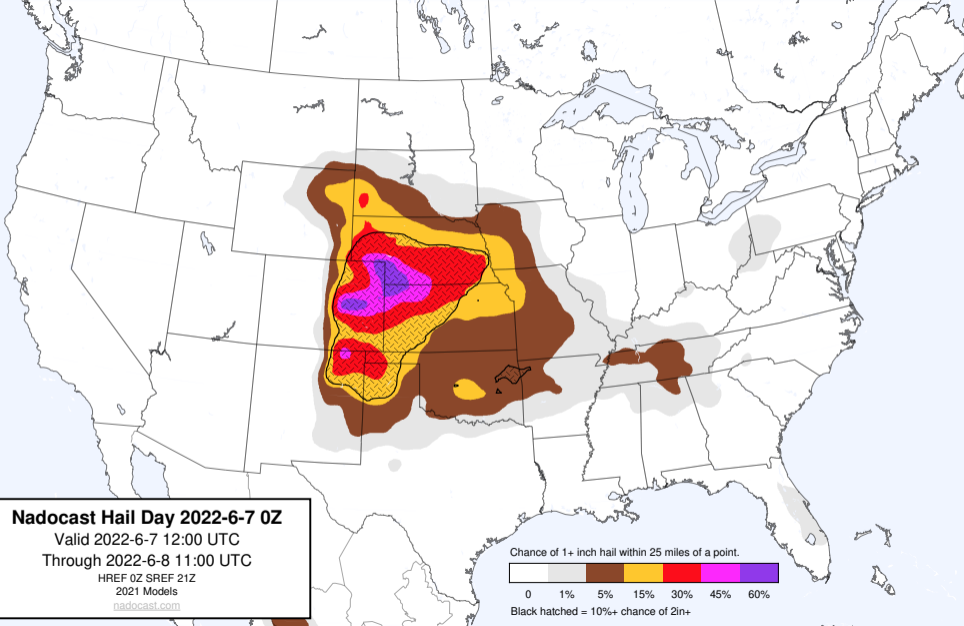 Nadocast Hail Day 2022-6-7 0Z
Valid 2022-6-7 12:00 UTC
Through 2022-6-8 11:00 UTC
HREF 0Z SREF 21Z
2021 Models
nadocast.com
Chance of 1+ inch hail within 25 miles of a point.
0 1% 5% 15% 30% 45% 60%
Black hatched = 10%+ chance of 2in+